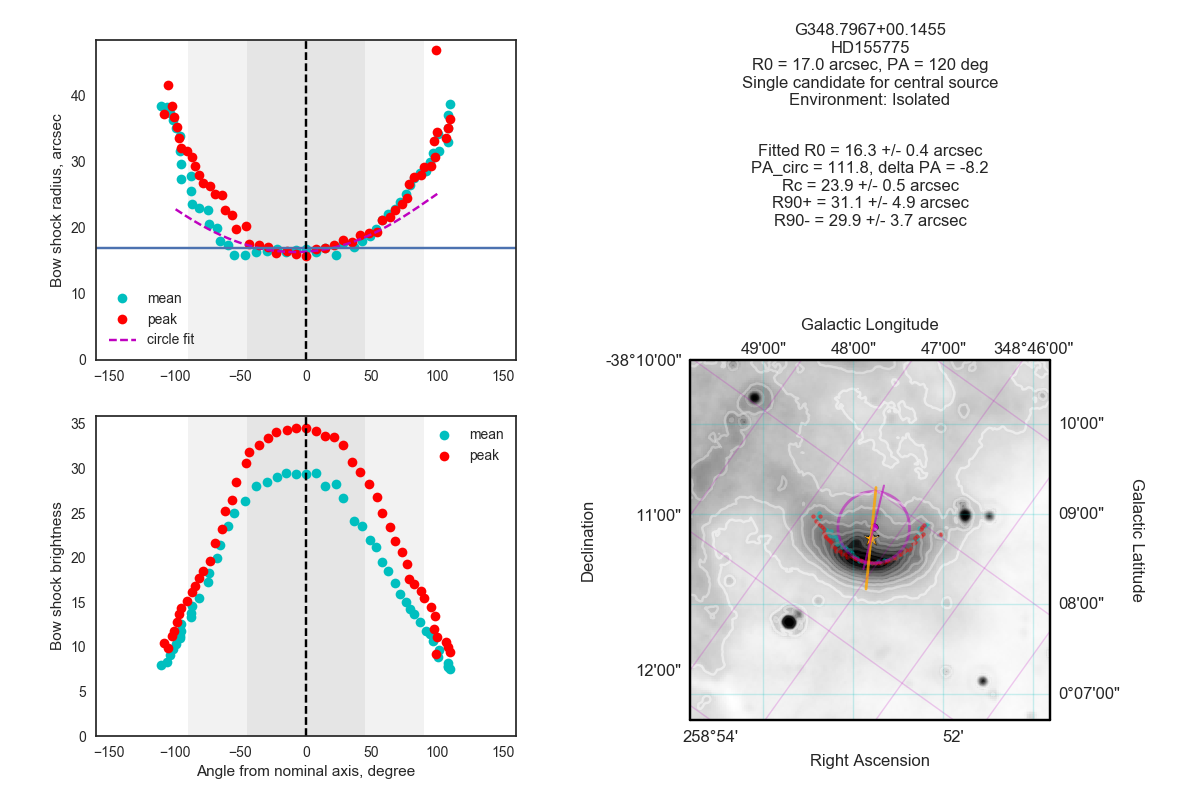 G348.7967+00.1455
HD155775
R0 = 17.0 arcsec, PA = 120 deg
Single candidate for central source
Environment: Isolated
Fitted R0 = 16.3 +/- 0.4 arcsec
PA_circ = 111.8, delta PA = -8.2
Rc = 23.9 +/- 0.5 arcsec
R90+ = 31.1 +/- 4.9 arcsec
R90- = 29.9 +/- 3.7 arcsec
Bow shock radius, arcsec
40
30
20
10
0
mean
peak
circle fit
−150 −100 −50 0 50 100 150
Bow shock brightness
35
30
25
20
15
10
5
0
mean
peak
−150 −100 −50 0 50 100 150
Angle from nominal axis, degree
Galactic Longitude
49'00" 48'00" 47'00" 348°46'00"
-38°10'00"
11'00"
12'00"
Declination
10'00"
09'00"
08'00"
0°07'00"
Galactic Latitude
258°54' 52'
Right Ascension